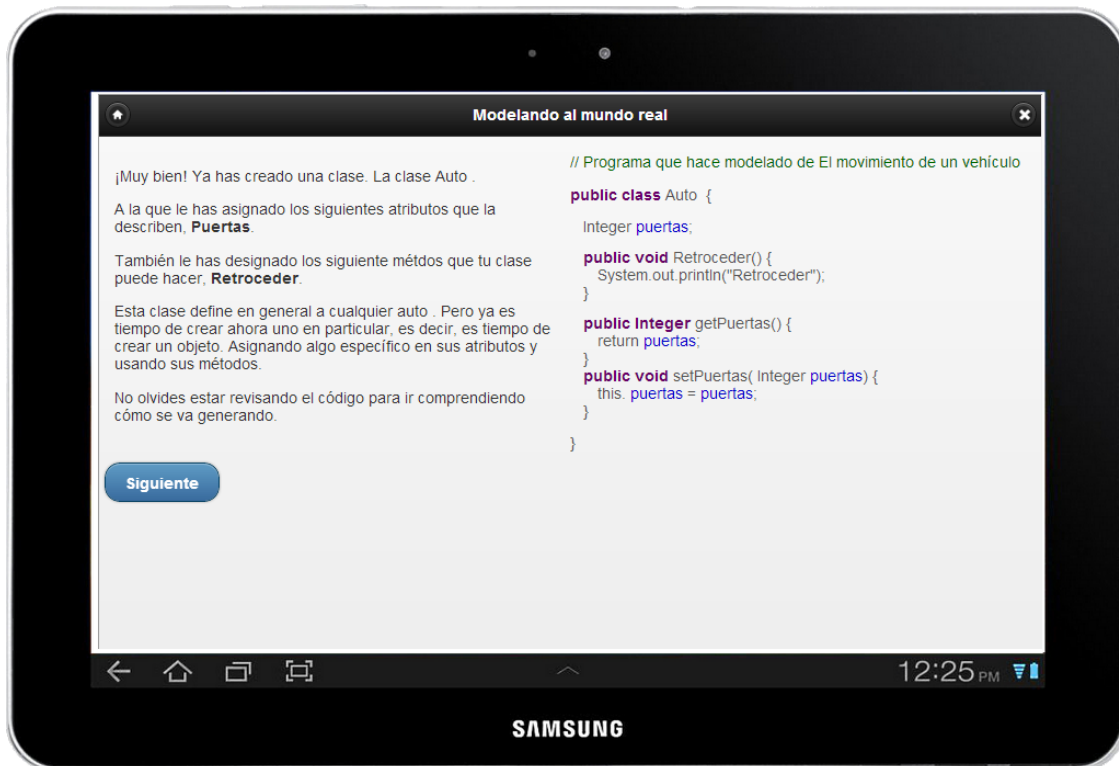 Modelando al mundo real
¡Muy bien! Ya has creado una clase. La clase Auto .
A la que le has asignado los siguientes atributos que la
describen, Puertas.
También le has designado los siguiente métdos que tu clase
puede hacer, Retroceder.
Esta clase define en general a cualquier auto . Pero ya es
tiempo de crear ahora uno en particular, es decir, es tiempo de
crear un objeto. Asignando algo específico en sus atributos y
usando sus métodos.
No olvides estar revisando el código para ir comprendiendo
cómo se va generando.
Siguiente
// Programa que hace modelado de El movimiento de un vehículo
public class Auto {
Integer puertas;
public void Retroceder() {
System.out.println("Retroceder");
}
public Integer getPuertas() {
return puertas;
}
public void setPuertas( Integer puertas) {
this. puertas = puertas;
}
}
12:25 PM
SAMSUNG